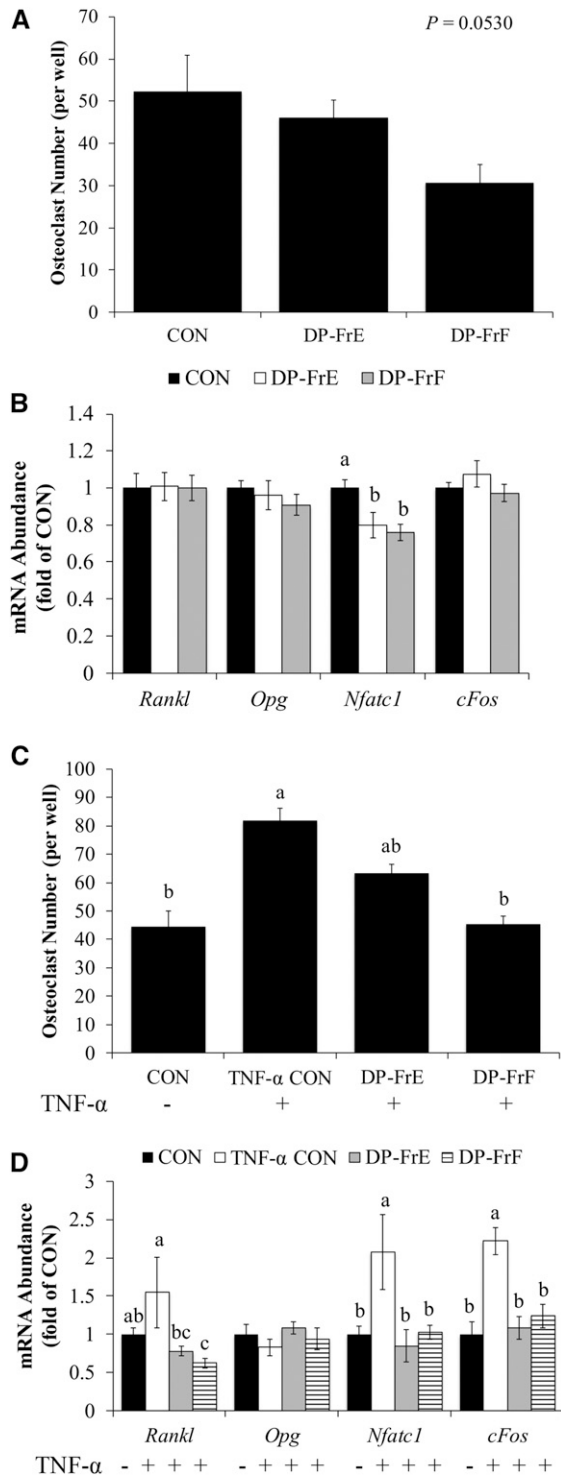 A
P = 0.0530
Osteoclast Number (per well)
70
60
50
40
30
20
10
0
CON DP-FrE DP-FrF
CON DP-FrE DP-FrF
B
mRNA Abundance
(fold of CON)
1.4
1.2
1
0.8
0.6
0.4
0.2
0
a b b
Rankl Opg Nfatc1 cFos
C
Osteoclast Number (per well)
100
90
80
70
60
50
40
30
20
10
0
b a ab b
CON TNF-α CON DP-FrE DP-FrF
TNF-α - + + +
D
CON TNF-α CON DP-FrE DP-FrF
mRNA Abundance
(fold of CON)
3
2.5
2
1.5
1
0.5
0
ab a bc c b a b b b a b b
Rankl Opg Nfatc1 cFos
TNF-α - + + + - + + + - + + + - + + +